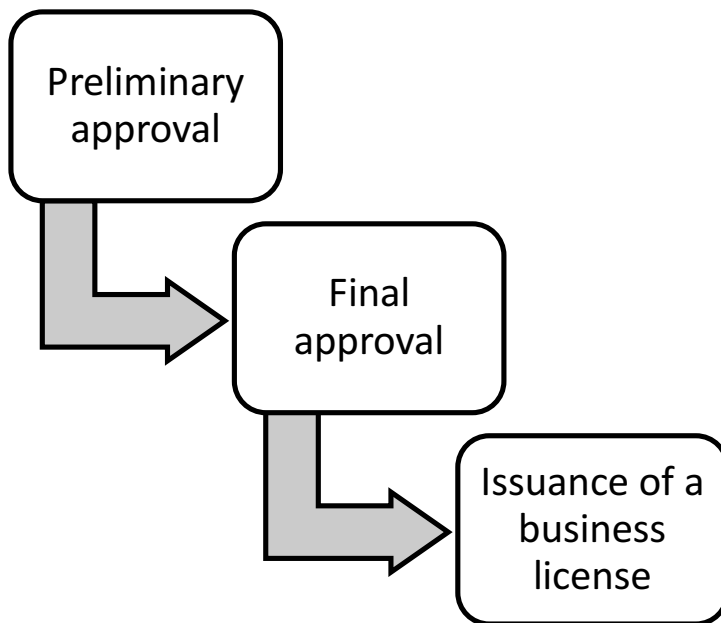 Preliminary
approval
Final
approval
Issuance of a
business
license